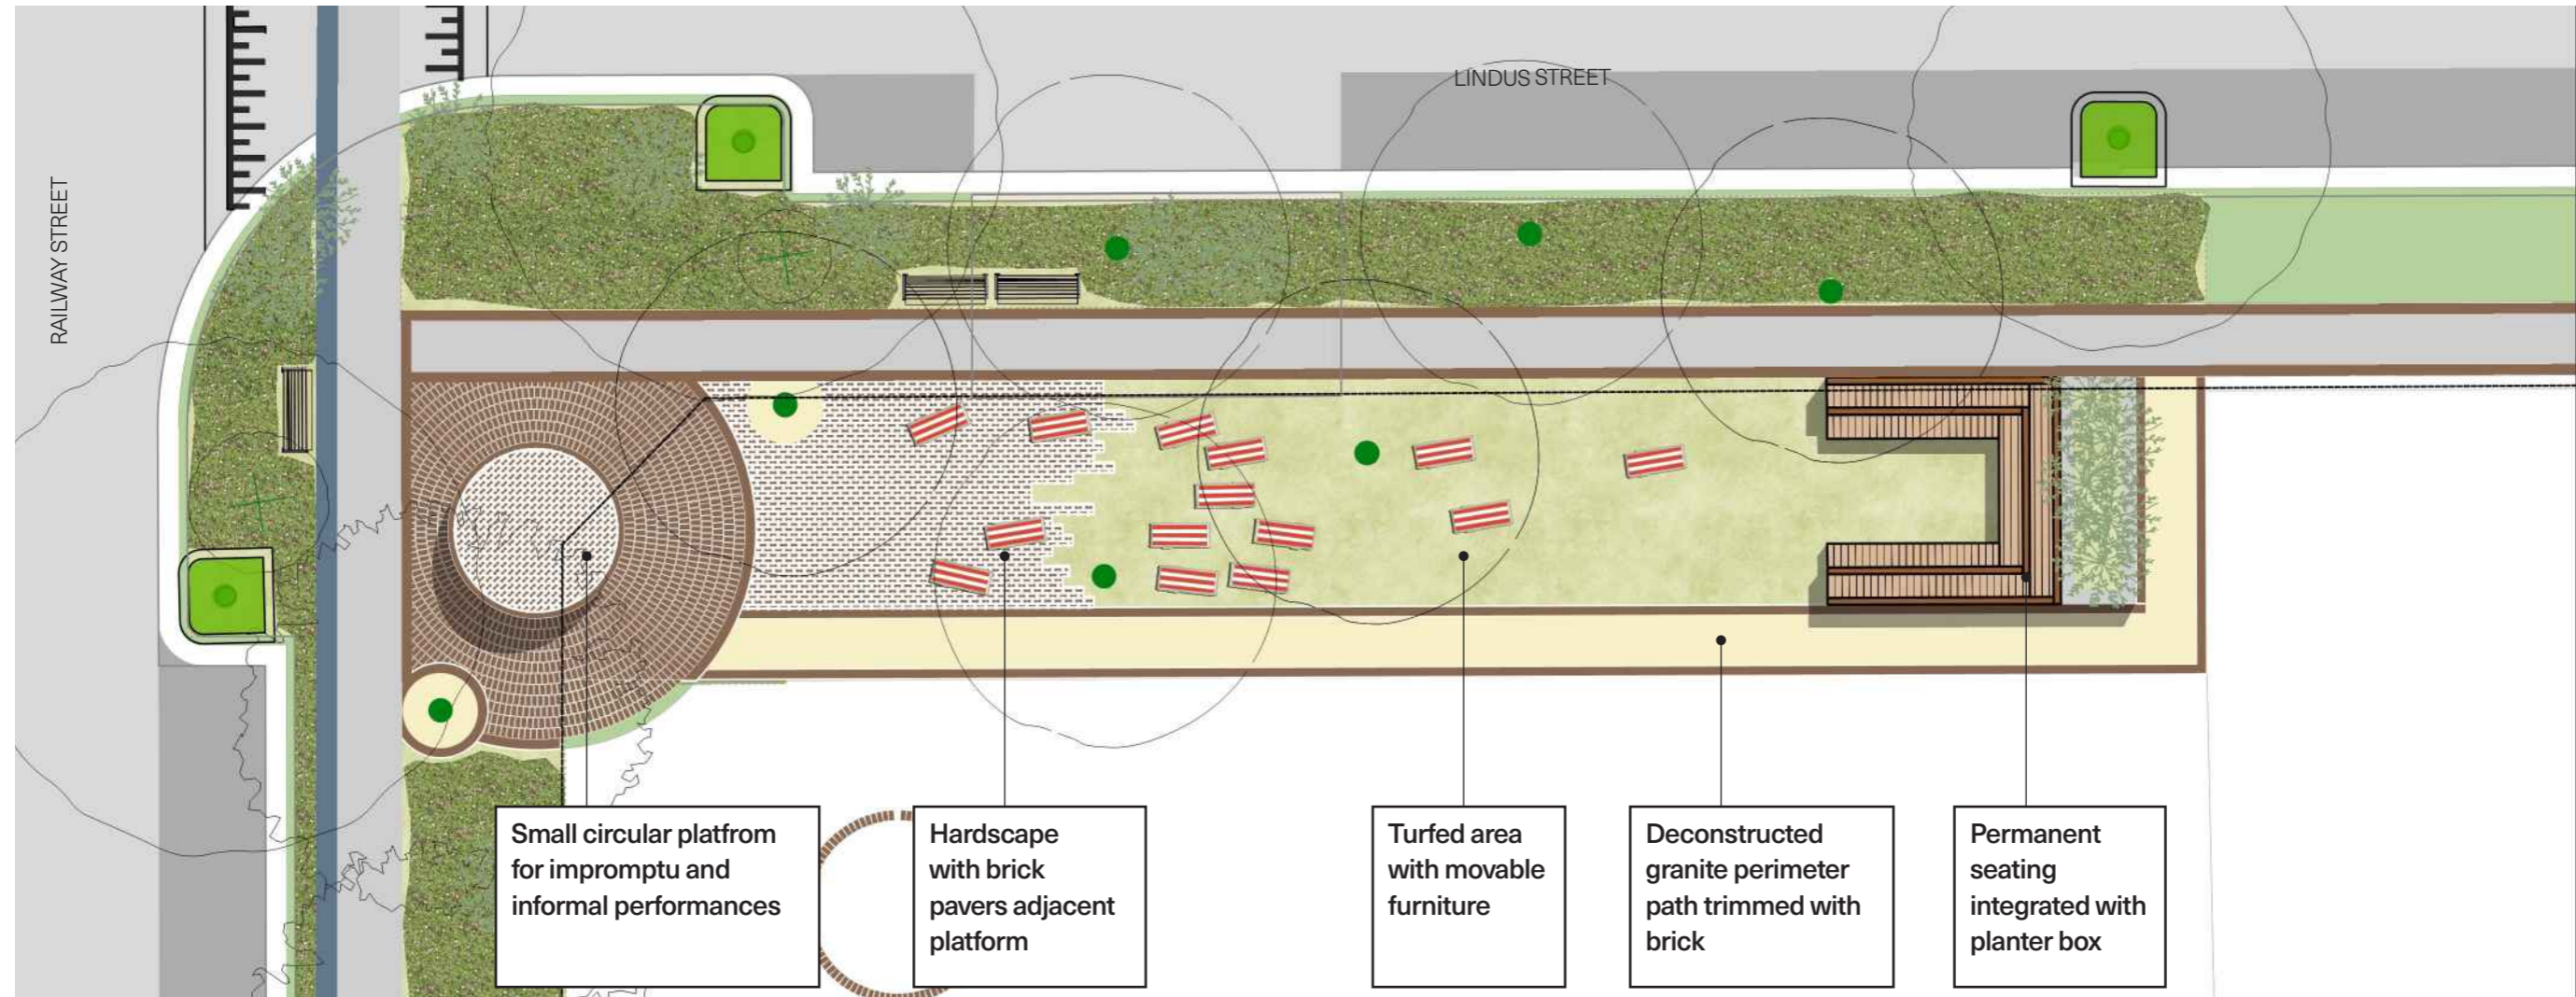 LINDUS STREET
RAILWAY STREET
Small circular platfrom
for impromptu and
informal performances
Hardscape
with brick
pavers adjacent
platform
Turfed area
with movable
furniture
Deconstructed
granite perimeter
path trimmed with
brick
Permanent
seating
integrated with
planter box